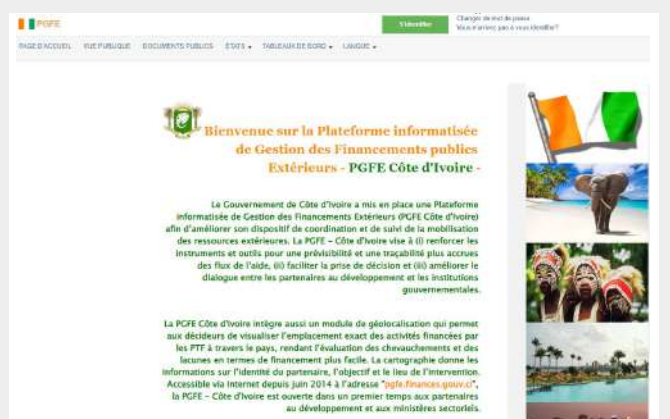 PGFE
S'identifier
Changer de mot de passe
Vous n'arrivez pas à vous identifier?
PAGE D'ACCUEIL VUE PUBLIQUE DOCUMENTS PUBLICS ÉTATS TABLEAUX DE BORD LANGUE
Bienvenue sur la Plateforme informatisée
de Gestion des Financements publics
Extérieurs - PGFE Côte d'Ivoire -
Le Gouvernement de Côte d'Ivoire a mis en place une Plateforme
informatisée de Gestion des Financements Extérieurs (PGFE Côte d'Ivoire)
afin d'améliorer son dispositif de coordination et de suivi de la mobilisation
des ressources extérieures. La PGFE – Côte d'Ivoire vise à (i) renforcer les
instruments et outils pour une prévisibilité et une traçabilité plus accrues
des flux de l'aide, (ii) faciliter la prise de décision et (iii) améliorer le
dialogue entre les partenaires au développement et les institutions
gouvernementales.
La PGFE Côte d'Ivoire intègre aussi un module de géolocalisation qui permet
aux décideurs de visualiser l'emplacement exact des activités financées par
les PTF à travers le pays, rendant l'évaluation des chevauchements et des
lacunes en termes de financement plus facile. La cartographie donne les
informations sur l'identité du partenaire, l'objectif et le lieu de l'intervention.
Accessible via Internet depuis juin 2014 à l'adresse "pgfe.finances.gouv.ci",
la PGFE – Côte d'Ivoire est ouverte dans un premier temps aux partenaires
au développement et aux ministères sectoriels.